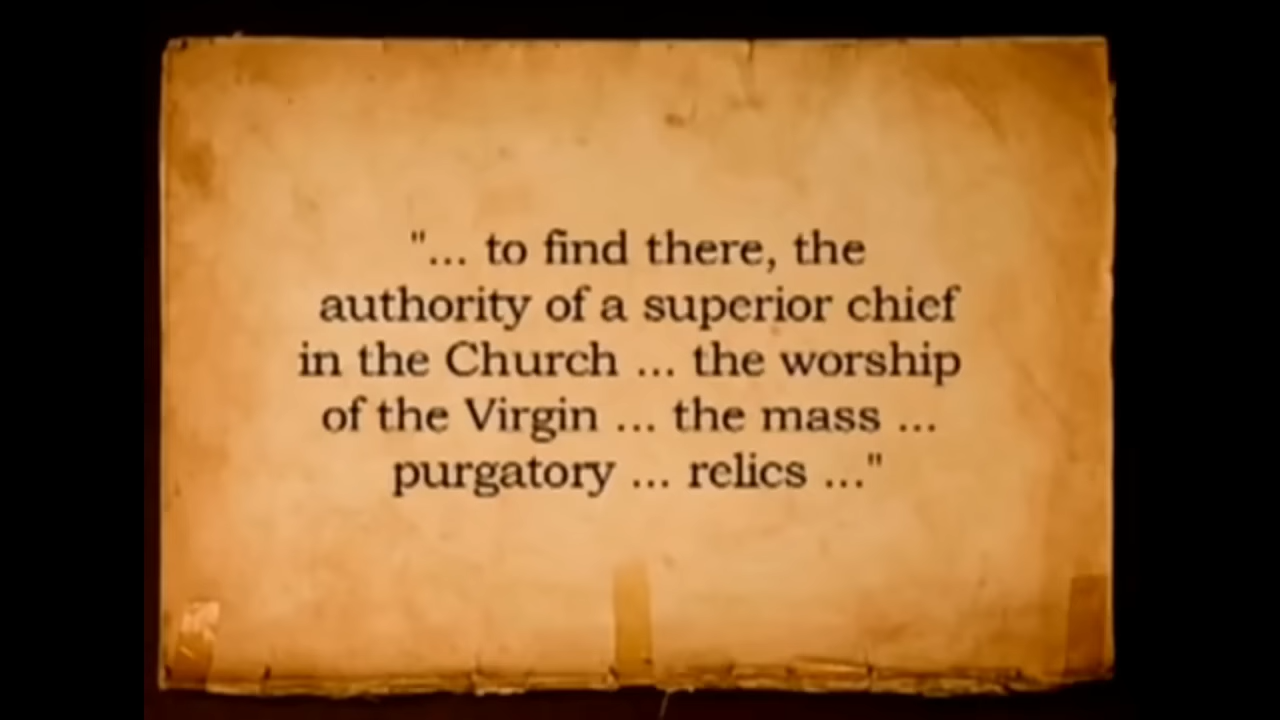 "... to find there, the
authority of a superior chief
in the Church ... the worship
of the Virgin ... the mass ...
purgatory ... relics ..."